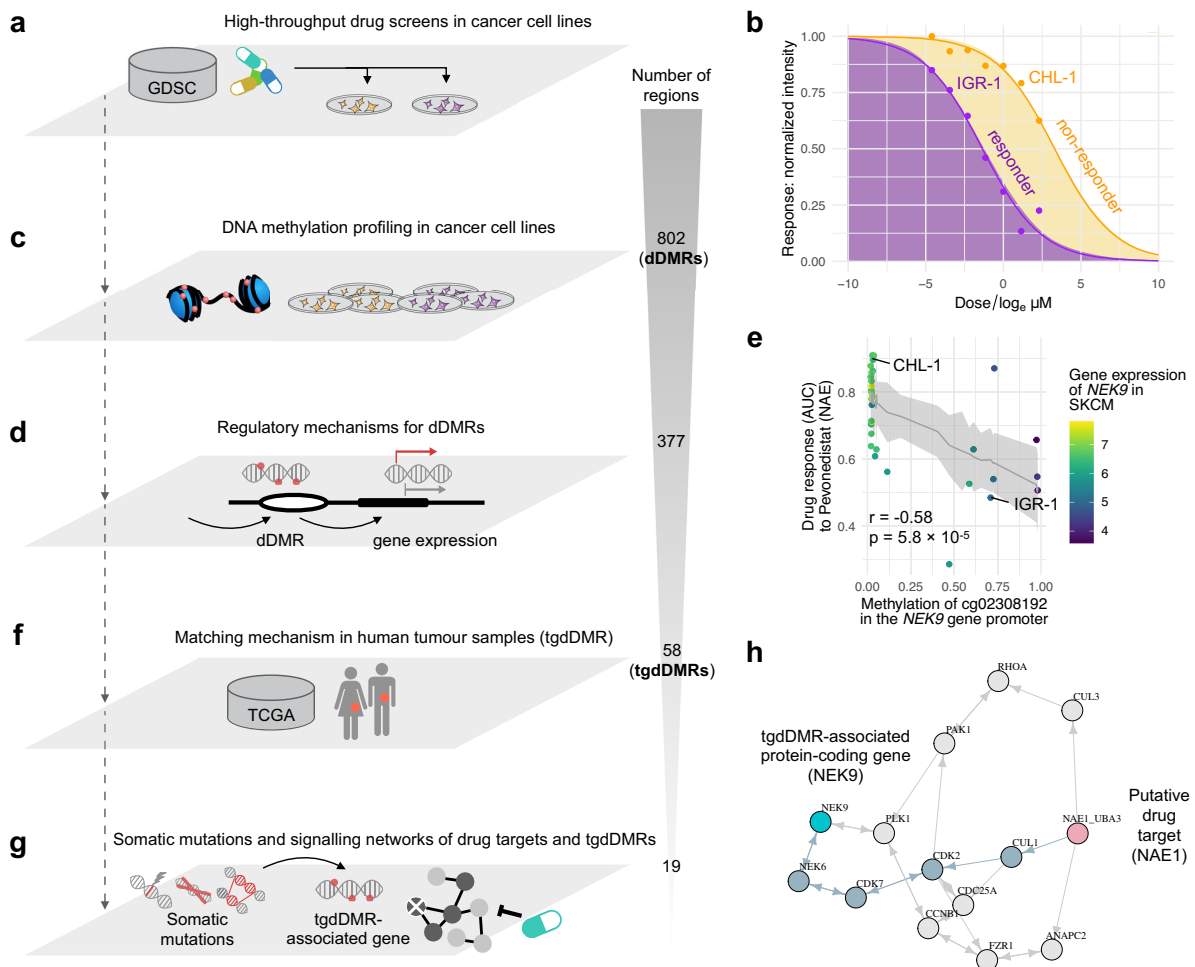 a
High-throughput drug screens in cancer cell lines
GDSC
Number of
regions
c
DNA methylation profiling in cancer cell lines
802
(dDMRs)
d
Regulatory mechanisms for dDMRs
377
dDMR
gene expression
f
Matching mechanism in human tumour samples (tgdDMR)
58
(tgdDMRs)
TCGA
g
Somatic mutations and signalling networks of drug targets and tgdDMRs
19
Somatic
mutations
tgdDMR-
associated gene
b
Response: normalized intensity
1.00
0.75
0.50
0.25
0.00
IGR-1
CHL-1
responder
non-responder
−10
−5
0
5
10
Dose/loge µM
e
Drug response (AUC)
to Pevonedistat (NAE)
0.8
0.6
0.4
CHL-1
IGR-1
r = -0.58
p = 5.8 × 10-5
0.00
0.25
0.50
0.75
1.00
Methylation of cg02308192
in the NEK9 gene promoter
Gene expression
of NEK9 in
SKCM
7
6
5
4
h
tgdDMR-associated
protein-coding gene
(NEK9)
Putative
drug
target
(NAE1)
RHOA
CUL3
PAK1
NEK9
PLK1
NAE1_UBA3
CUL1
CDK2
NEK6
CDK7
CDC25A
CCNB1
FZR1
ANAPC2